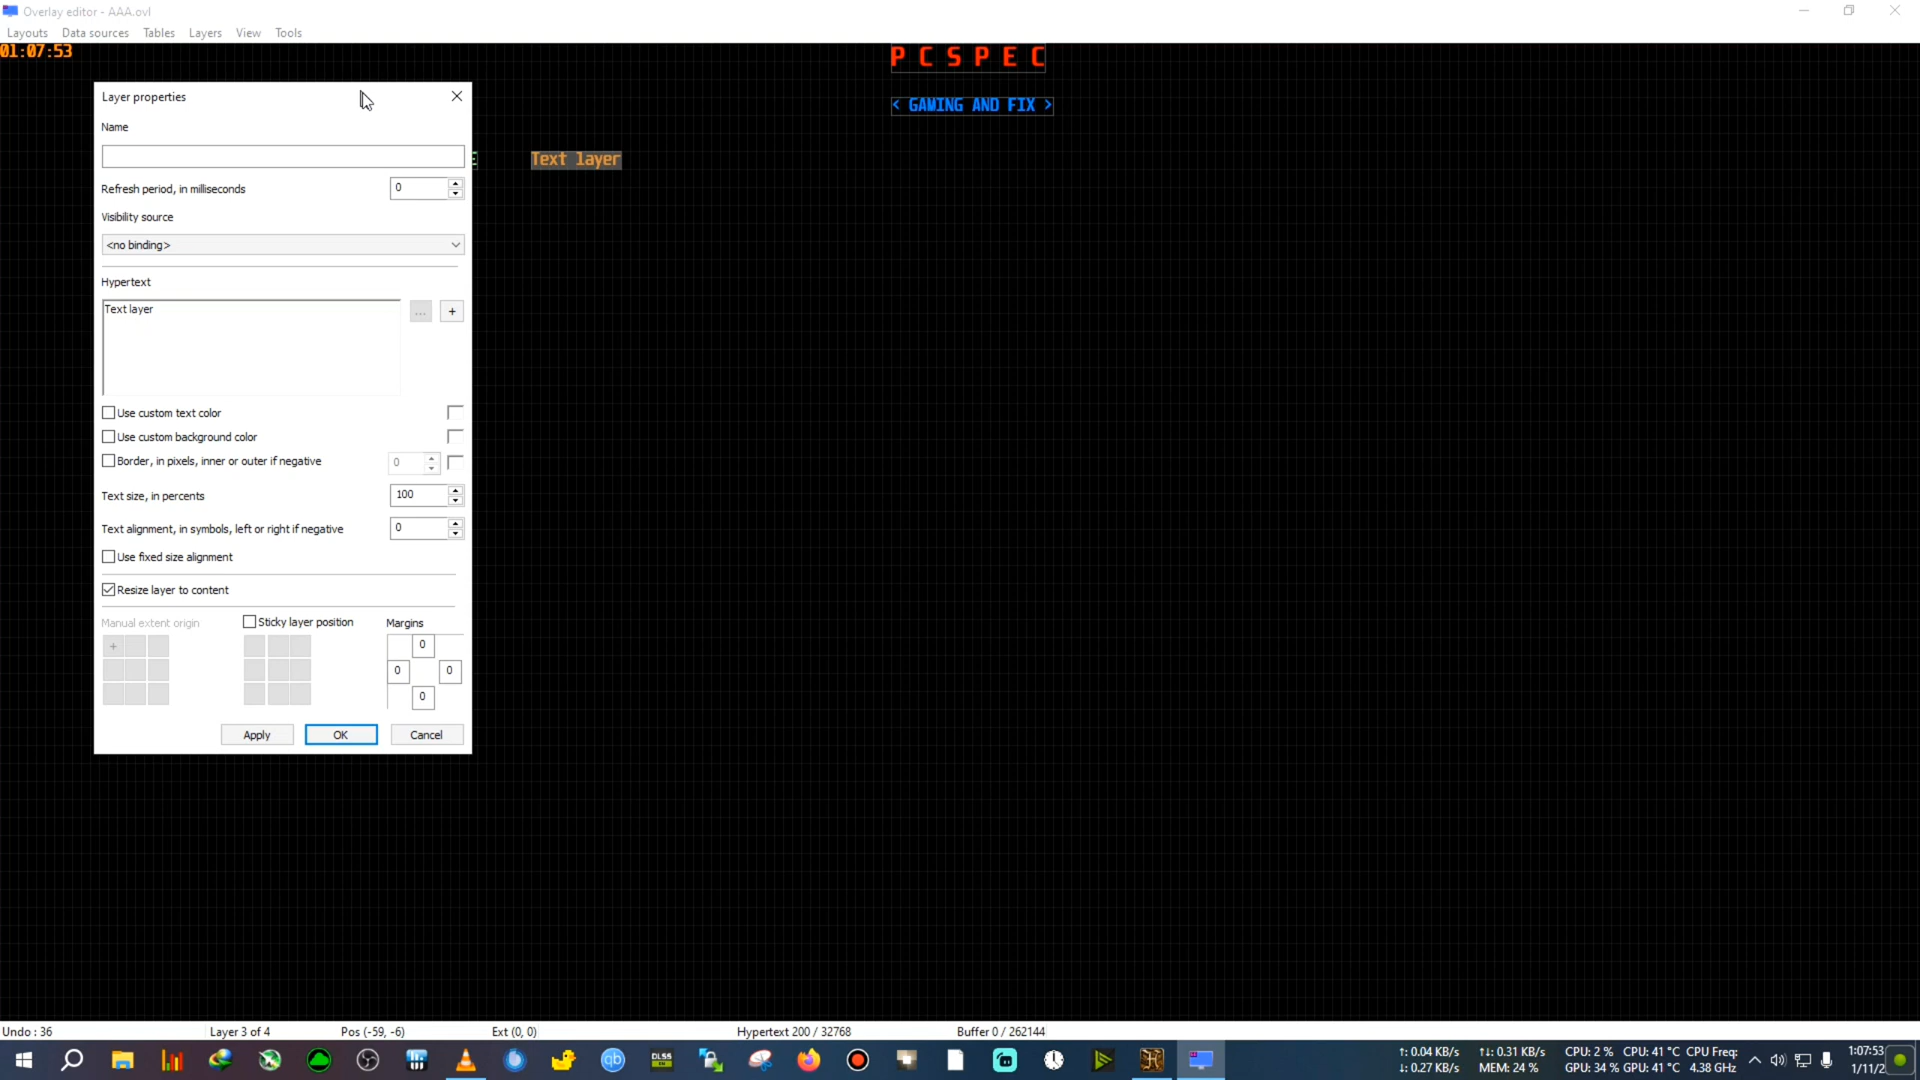 Overlay editor - AAA.ovl
Layouts Data sources Tables Layers View Tools
01:07:53
P C S P E C
< GAMING AND FIX >
Text layer
Layer properties
Name
Refresh period, in milliseconds 0
Visibility source
<no binding>
Hypertext
Text layer
... +
Use custom text color
Use custom background color
Border, in pixels, inner or outer if negative 0
Text size, in percents 100
Text alignment, in symbols, left or right if negative 0
Use fixed size alignment
Resize layer to content
Manual extent origin Sticky layer position Margins
+ 0
0 0
0
Apply OK Cancel
Undo : 36 Layer 3 of 4 Pos (-59, -6) Ext (0, 0) Hypertext 200 / 32768 Buffer 0 / 262144
qb DLSS
↑: 0.04 KB/s ↑↓: 0.31 KB/s CPU: 2 % CPU: 41 °C CPU Freq: 1:07:53
↓: 0.27 KB/s MEM: 24 % GPU: 34 % GPU: 41 °C 4.38 GHz 1/11/2